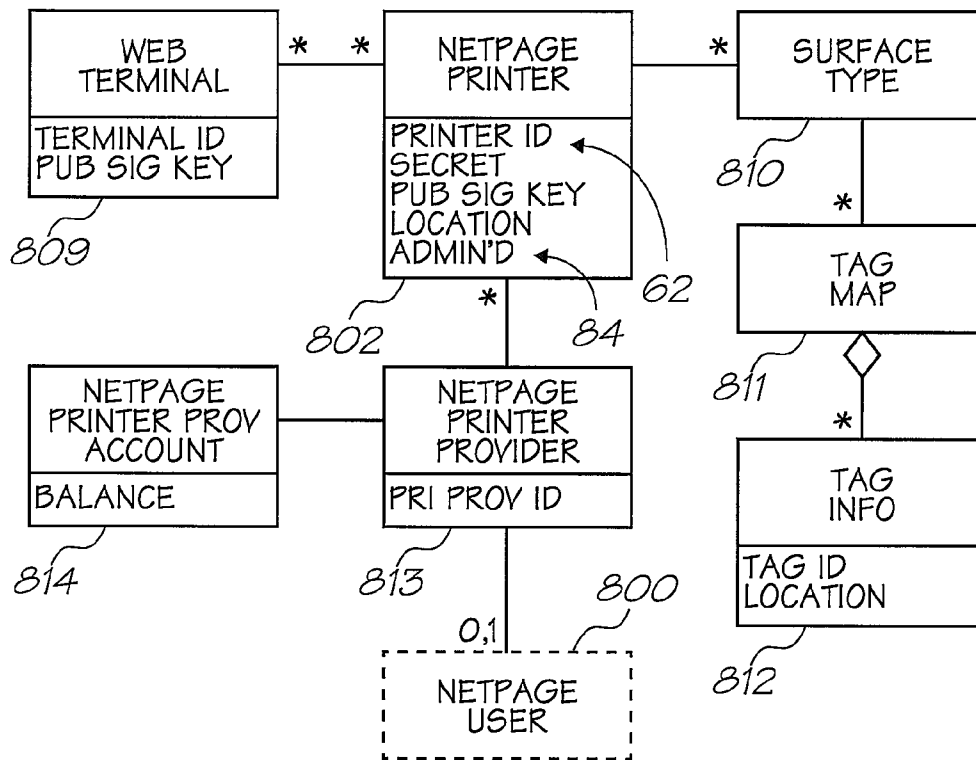 WEB
TERMINAL
TERMINAL ID
PUB SIG KEY
809
* *
NETPAGE
PRINTER
PRINTER ID
SECRET
PUB SIG KEY
LOCATION
ADMIN'D
802
62
84
*
SURFACE
TYPE
810
*
TAG
MAP
811
*
TAG
INFO
TAG ID
LOCATION
812
*
NETPAGE
PRINTER PROV
ACCOUNT
BALANCE
814
NETPAGE
PRINTER
PROVIDER
PRI PROV ID
813
800
0,1
NETPAGE
USER